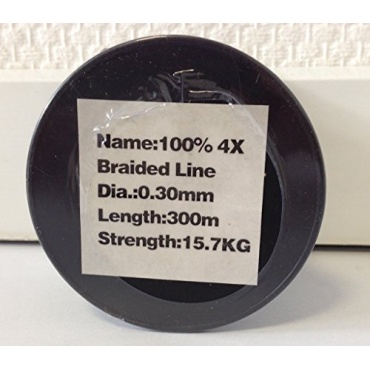 Name:100% 4X
Braided Line
Dia.:0.30mm
Length:300m
Strength:15.7KG